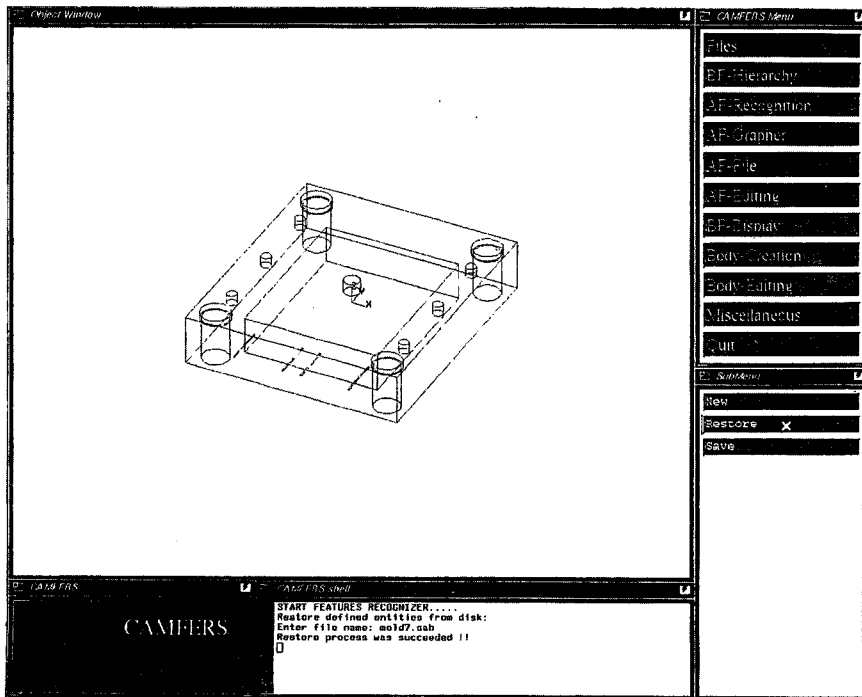 Object Window
X
CAMFERS Menu
Files
BF-Hierarchy
AF-Recognition
AF-Grapher
AF-File
AF-Editing
BF-Display
Body-Creation
Body-Editing
Miscellaneous
Quit
SubMenu
New
Restore
Save
CAMFERS
CAMFERS
CAMFERS shell
START FEATURES RECOGNIZER.....
Restore defined entities from disk:
Enter file name: mold7.sab
Restore process was succeeded !!